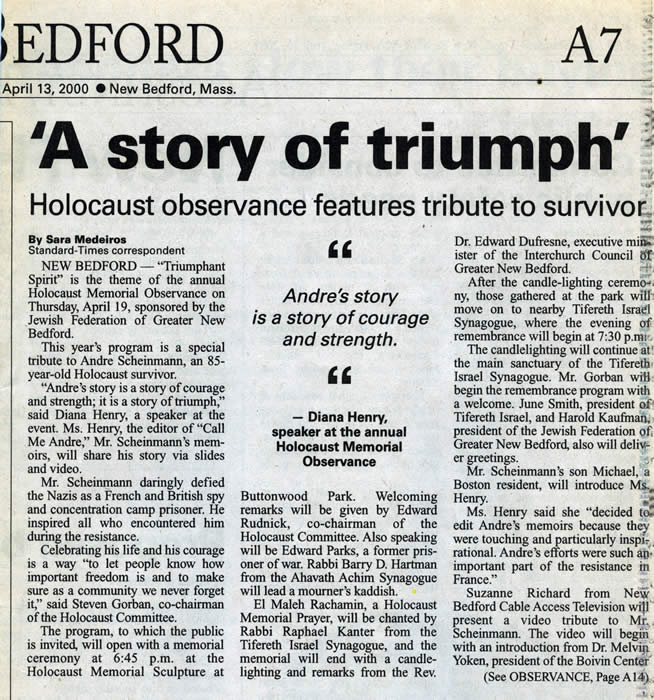 BEDFORD
A7
April 13, 2000 ● New Bedford, Mass.
'A story of triumph'
Holocaust observance features tribute to survivor
By Sara Medeiros
Standard-Times correspondent
NEW BEDFORD — "Triumphant
Spirit" is the theme of the annual
Holocaust Memorial Observance on
Thursday, April 19, sponsored by the
Jewish Federation of Greater New
Bedford.
This year's program is a special
tribute to Andre Scheinmann, an 85-
year-old Holocaust survivor.
"Andre's story is a story of courage
and strength; it is a story of triumph,"
said Diana Henry, a speaker at the
event. Ms. Henry, the editor of "Call
Me Andre," Mr. Scheinmann's mem-
oirs, will share his story via slides
and video.
Mr. Scheinmann daringly defied
the Nazis as a French and British spy
and concentration camp prisoner. He
inspired all who encountered him
during the resistance.
Celebrating his life and his courage
is a way "to let people know how
important freedom is and to make
sure as a community we never forget
it," said Steven Gorban, co-chairman
of the Holocaust Committee.
The program, to which the public
is invited, will open with a memorial
ceremony at 6:45 p.m. at the
Holocaust Memorial Sculpture at
“
Andre's story
is a story of courage
and strength.
“
— Diana Henry,
speaker at the annual
Holocaust Memorial
Observance
Buttonwood Park. Welcoming
remarks will be given by Edward
Rudnick, co-chairman of the
Holocaust Committee. Also speaking
will be Edward Parks, a former pris-
oner of war. Rabbi Barry D. Hartman
from the Ahavath Achim Synagogue
will lead a mourner's kaddish.
El Maleh Rachamin, a Holocaust
Memorial Prayer, will be chanted by
Rabbi Raphael Kanter from the
Tifereth Israel Synagogue, and the
memorial will end with a candle-
lighting and remarks from the Rev.
Dr. Edward Dufresne, executive min-
ister of the Interchurch Council of
Greater New Bedford.
After the candle-lighting ceremo-
ny, those gathered at the park will
move on to nearby Tifereth Israel
Synagogue, where the evening of
remembrance will begin at 7:30 p.m.
The candlelighting will continue at
the main sanctuary of the Tifereth
Israel Synagogue. Mr. Gorban will
begin the remembrance program with
a welcome. June Smith, president of
Tifereth Israel, and Harold Kaufman,
president of the Jewish Federation of
Greater New Bedford, also will deliv-
er greetings.
Mr. Scheinmann's son Michael, a
Boston resident, will introduce Ms.
Henry.
Ms. Henry said she "decided to
edit Andre's memoirs because they
were touching and particularly inspi-
rational. Andre's efforts were such an
important part of the resistance in
France."
Suzanne Richard from New
Bedford Cable Access Television will
present a video tribute to Mr.
Scheinmann. The video will begin
with an introduction from Dr. Melvin
Yoken, president of the Boivin Center
(See OBSERVANCE, Page A14)